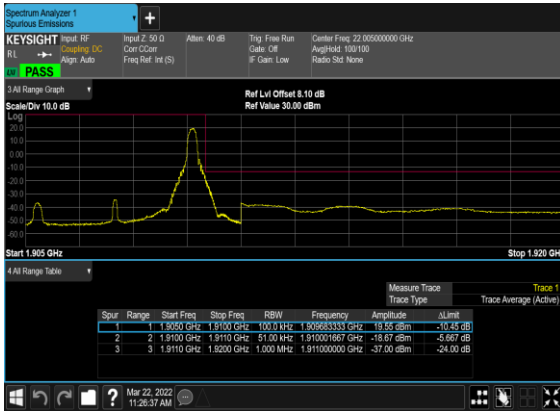 Spectrum Analyzer 1
Spurious Emissions
KEYSIGHT Input: RF Input Z: 50 Ω Atten: 40 dB Trig: Free Run Center Freq: 22.005000000 GHz
RL Coupling: DC Corr CCorr Gate: Off Avg|Hold: 100/100
Align: Auto Freq Ref: Int (S) IF Gain: Low Radio Std: None
PASS
3 All Range Graph
Ref Lvl Offset 8.10 dB
Scale/Div 10.0 dB Ref Value 30.00 dBm
Log
20.0
10.0
0.00
-10.0
-20.0
-30.0
-40.0
-50.0
-60.0
Start 1.905 GHz Stop 1.920 GH
4 All Range Table
Measure Trace Trace 1
Trace Type Trace Average (Active)
Spur Range Start Freq Stop Freq RBW Frequency Amplitude ΔLimit
1 1 1.9050 GHz 1.9100 GHz 100.0 kHz 1.909683333 GHz 19.55 dBm -10.45 dB
2 2 1.9100 GHz 1.9110 GHz 51.00 kHz 1.910001667 GHz -18.67 dBm -5.667 dB
3 3 1.9110 GHz 1.9200 GHz 1.000 MHz 1.911000000 GHz -37.00 dBm -24.00 dB
Mar 22, 2022
11:26:37 AM